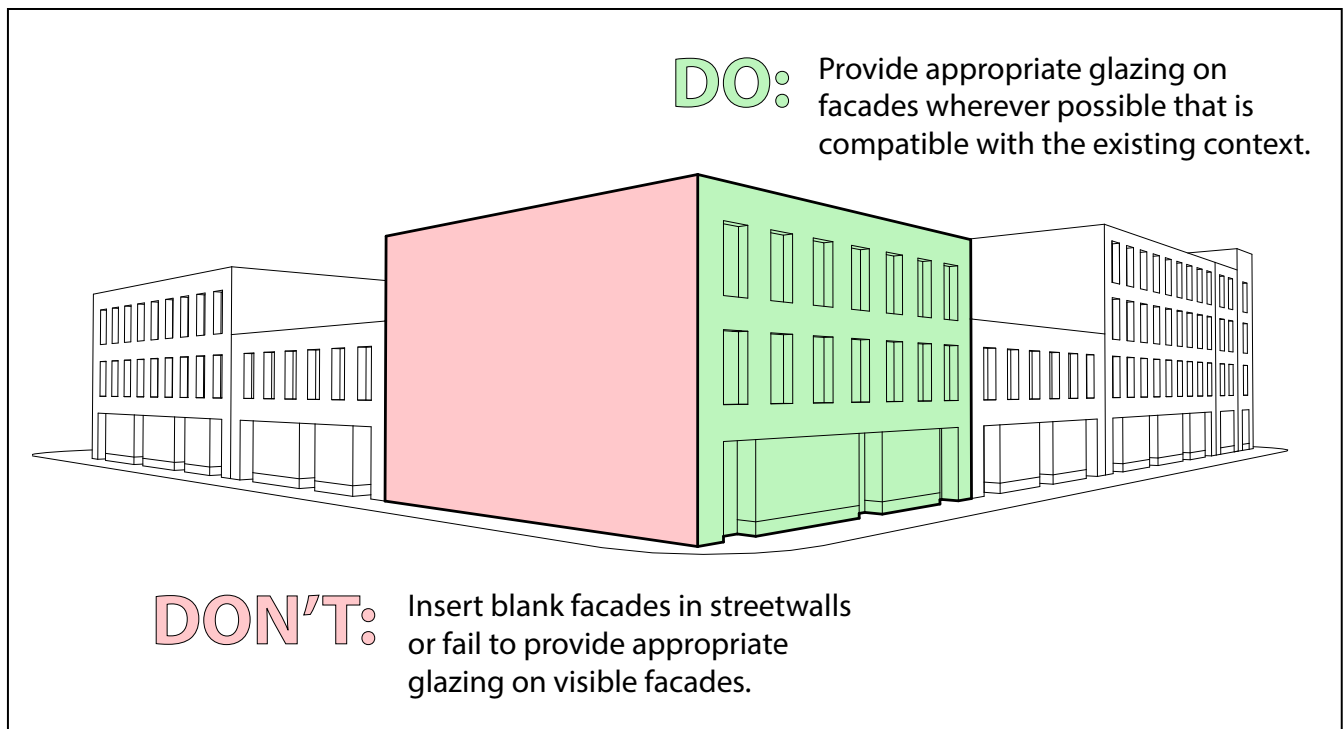 DO: Provide appropriate glazing on
facades wherever possible that is
compatible with the existing context.
DON'T: Insert blank facades in streetwalls
or fail to provide appropriate
glazing on visible facades.